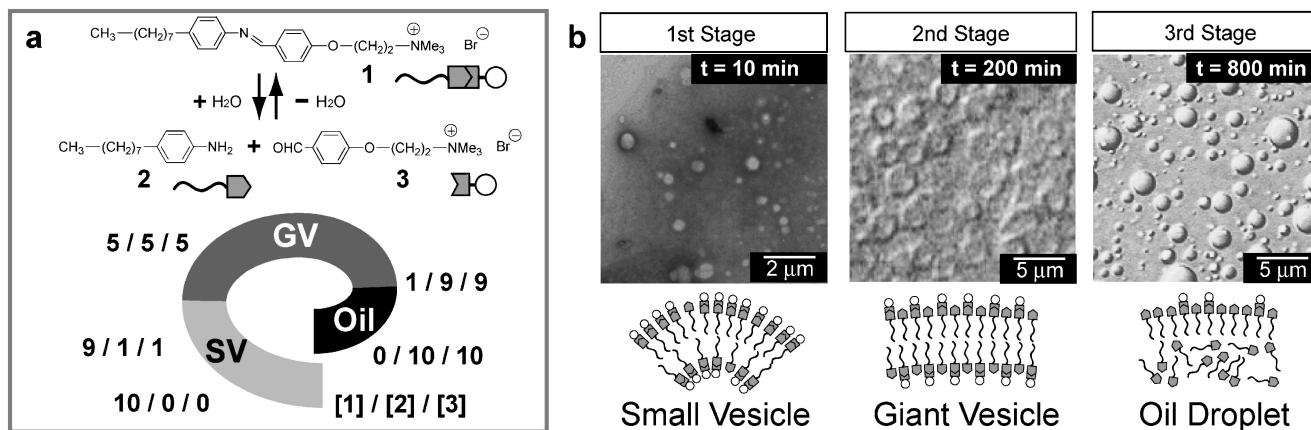 a
CH₃—(CH₂)₇
N
O
(CH₂)₂
NMe₃
⊕
Br
⊖
1
+ H₂O
− H₂O
CH₃—(CH₂)₇
NH₂
+
OHC
O
(CH₂)₂
NMe₃
⊕
Br
⊖
2
3
GV
5 / 5 / 5
1 / 9 / 9
Oil
9 / 1 / 1
SV
0 / 10 / 10
10 / 0 / 0
[1] / [2] / [3]
b
1st Stage
t = 10 min
2 μm
Small Vesicle
2nd Stage
t = 200 min
5 μm
Giant Vesicle
3rd Stage
t = 800 min
5 μm
Oil Droplet